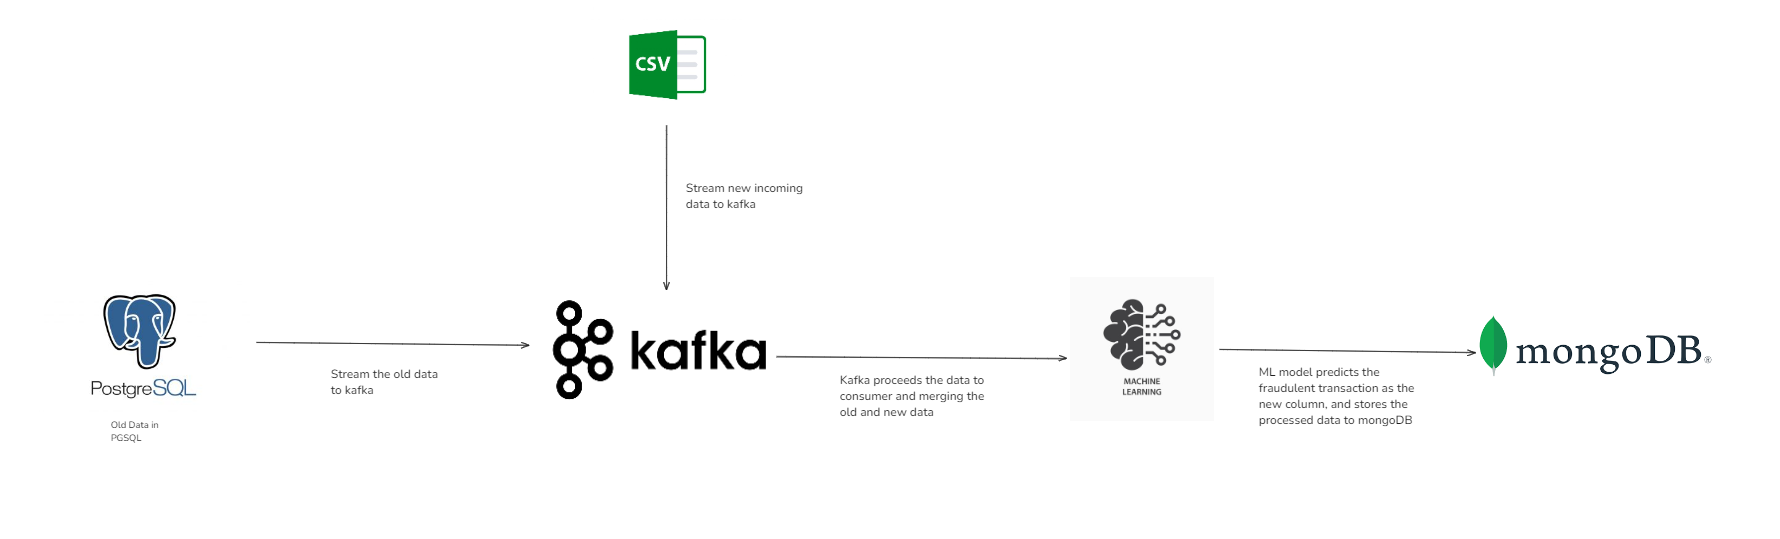 CSV
Stream new incoming
data to kafka
PostgreSQL
Old Data in
PGSQL
Stream the old data
to kafka
kafka
Kafka proceeds the data to
consumer and merging the
old and new data
MACHINE
LEARNING
ML model predicts the
fraudulent transaction as the
new column, and stores the
processed data to mongoDB
mongoDB®